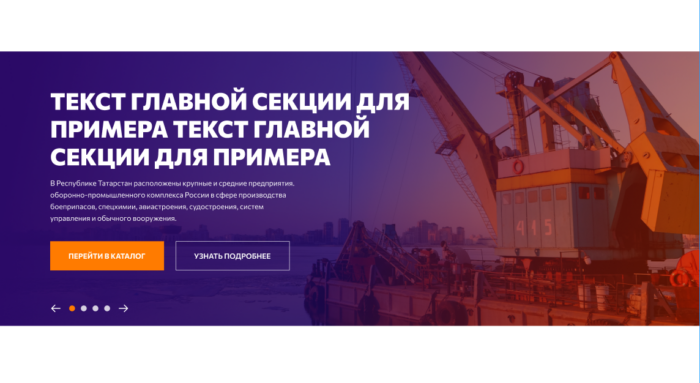 ТЕКСТ ГЛАВНОЙ СЕКЦИИ ДЛЯ
ПРИМЕРА ТЕКСТ ГЛАВНОЙ
СЕКЦИИ ДЛЯ ПРИМЕРА
В Республике Татарстан расположены крупные и средние предприятия.
оборонно-промышленного комплекса России в сфере производства
боеприпасов, спецхимии, авиастроения, судостроения, систем
управления и обычного вооружения.
ПЕРЕЙТИ В КАТАЛОГ
УЗНАТЬ ПОДРОБНЕЕ
415